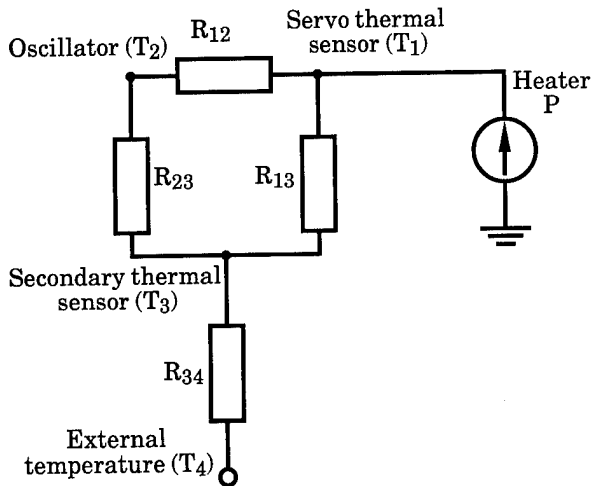 Servo thermal
sensor (T₁)
Oscillator (T₂)
R₁₂
Heater
P
R₂₃
R₁₃
Secondary thermal
sensor (T₃)
R₃₄
External
temperature (T₄)